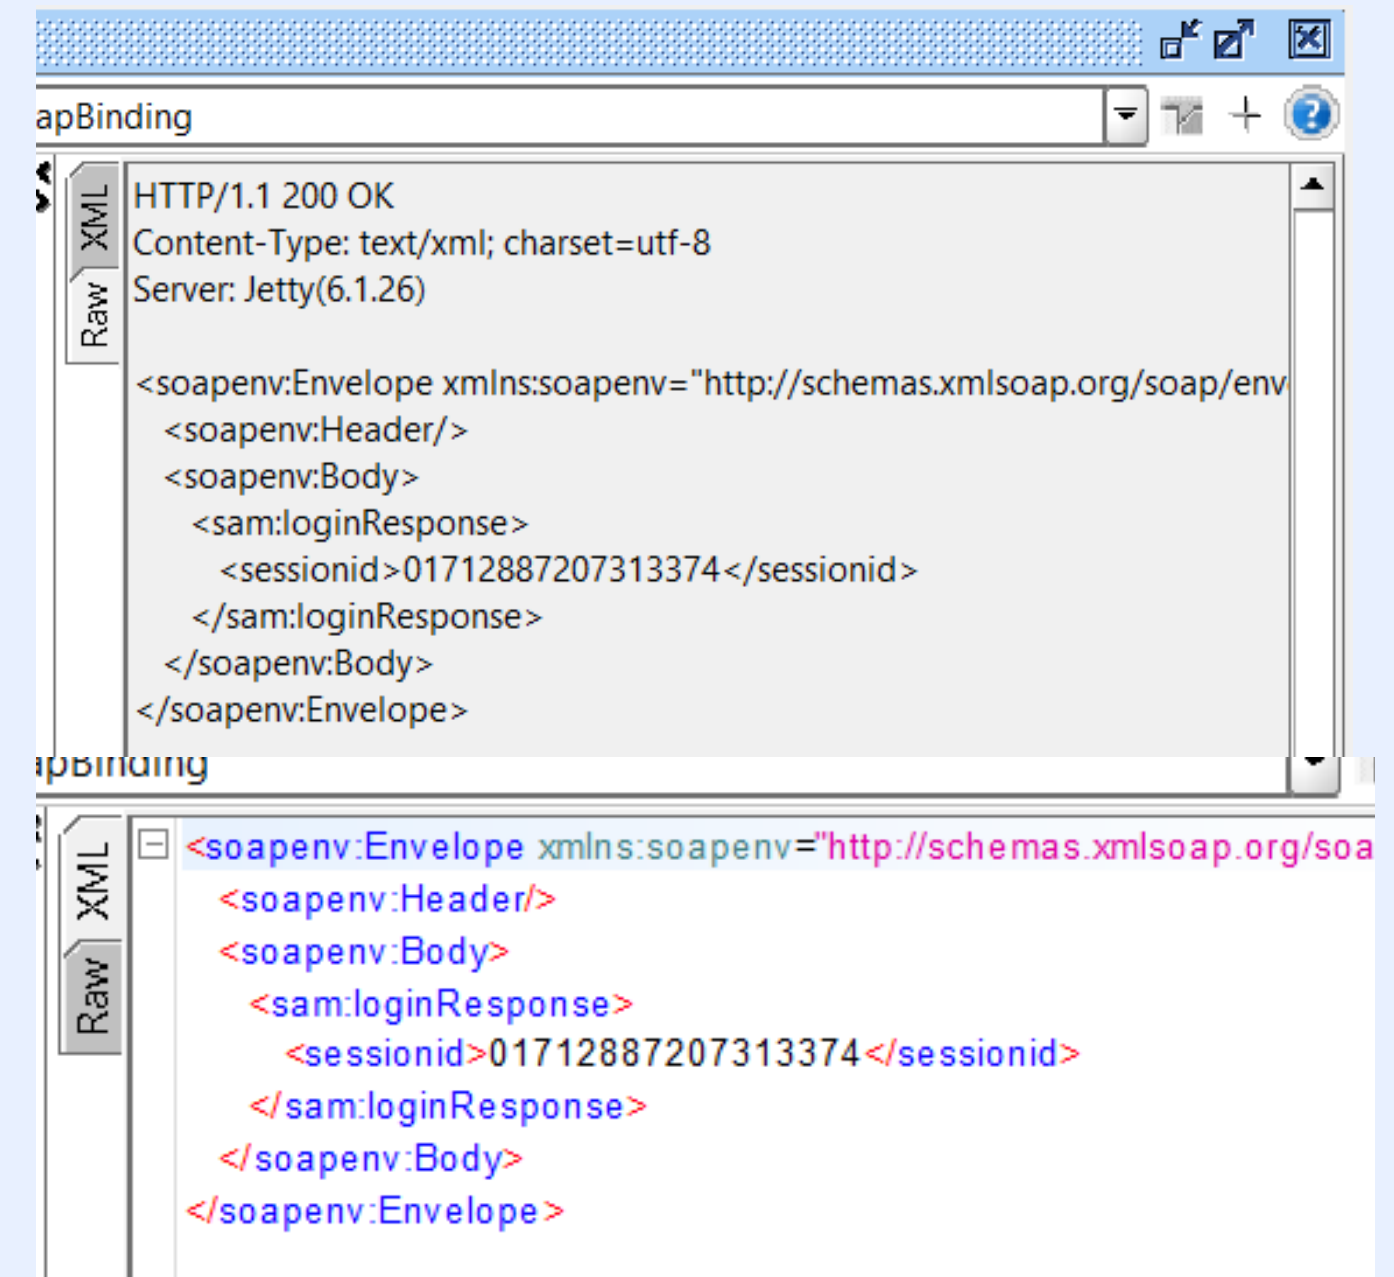 apBinding
XML
Raw
HTTP/1.1 200 OK
Content-Type: text/xml; charset=utf-8
Server: Jetty(6.1.26)
<soapenv:Envelope xmlns:soapenv="http://schemas.xmlsoap.org/soap/env
<soapenv:Header/>
<soapenv:Body>
<sam:loginResponse>
<sessionid>01712887207313374</sessionid>
</sam:loginResponse>
</soapenv:Body>
</soapenv:Envelope>
apBinding
XML
Raw
<soapenv:Envelope xmlns:soapenv="http://schemas.xmlsoap.org/soa
<soapenv:Header/>
<soapenv:Body>
<sam:loginResponse>
<sessionid>01712887207313374</sessionid>
</sam:loginResponse>
</soapenv:Body>
</soapenv:Envelope>